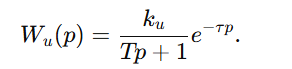 W_u(p) = \frac{k_u}{Tp + 1} e^{-\tau p}.